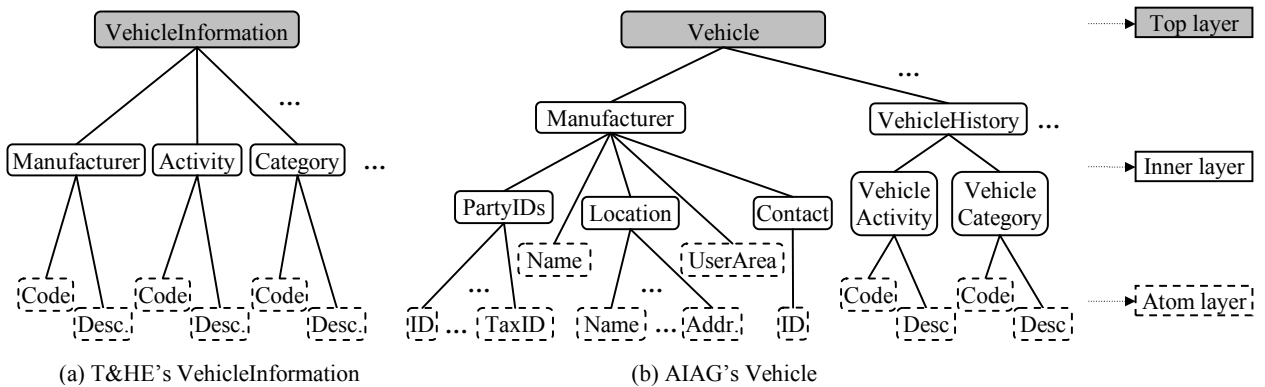 VehicleInformation
...
Manufacturer Activity Category ...
Code Code Code
Desc. Desc. Desc.
(a) T&HE's VehicleInformation
Vehicle
...
Manufacturer VehicleHistory ...
PartyIDs Location Contact
Vehicle
Activity
Vehicle
Category
Name UserArea
... ...
Code Code
ID ... TaxID Name ... Addr. ID
Desc Desc
(b) AIAG's Vehicle
Top layer
Inner layer
Atom layer